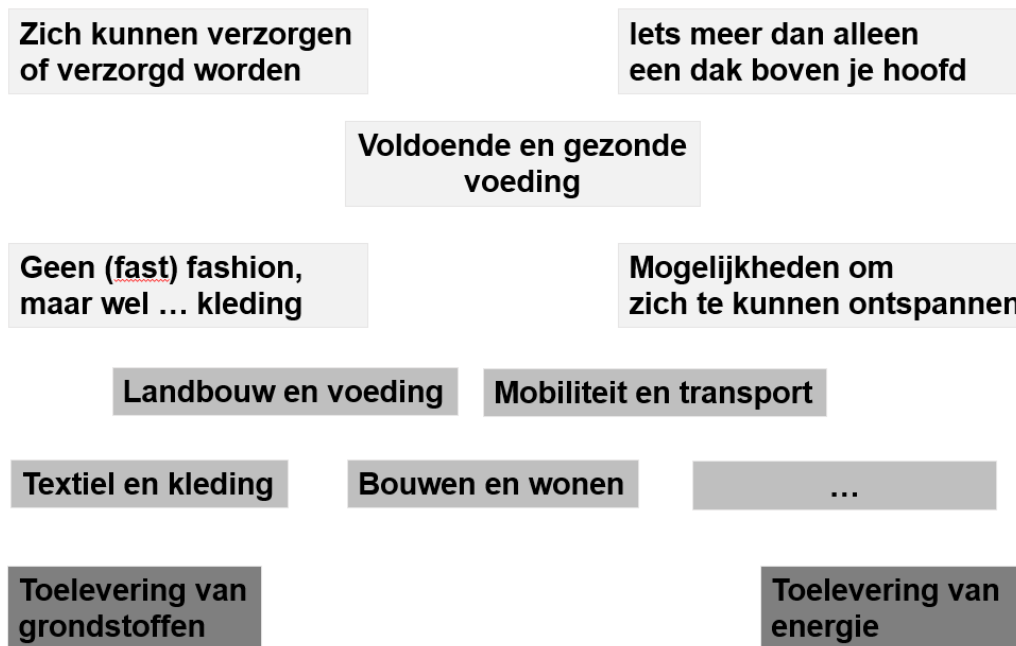 Zich kunnen verzorgen
of verzorgd worden
Iets meer dan alleen
een dak boven je hoofd
Voldoende en gezonde
voeding
Geen (fast) fashion,
maar wel … kleding
Mogelijkheden om
zich te kunnen ontspannen
Landbouw en voeding
Mobiliteit en transport
Textiel en kleding
Bouwen en wonen
…
Toelevering van
grondstoffen
Toelevering van
energie